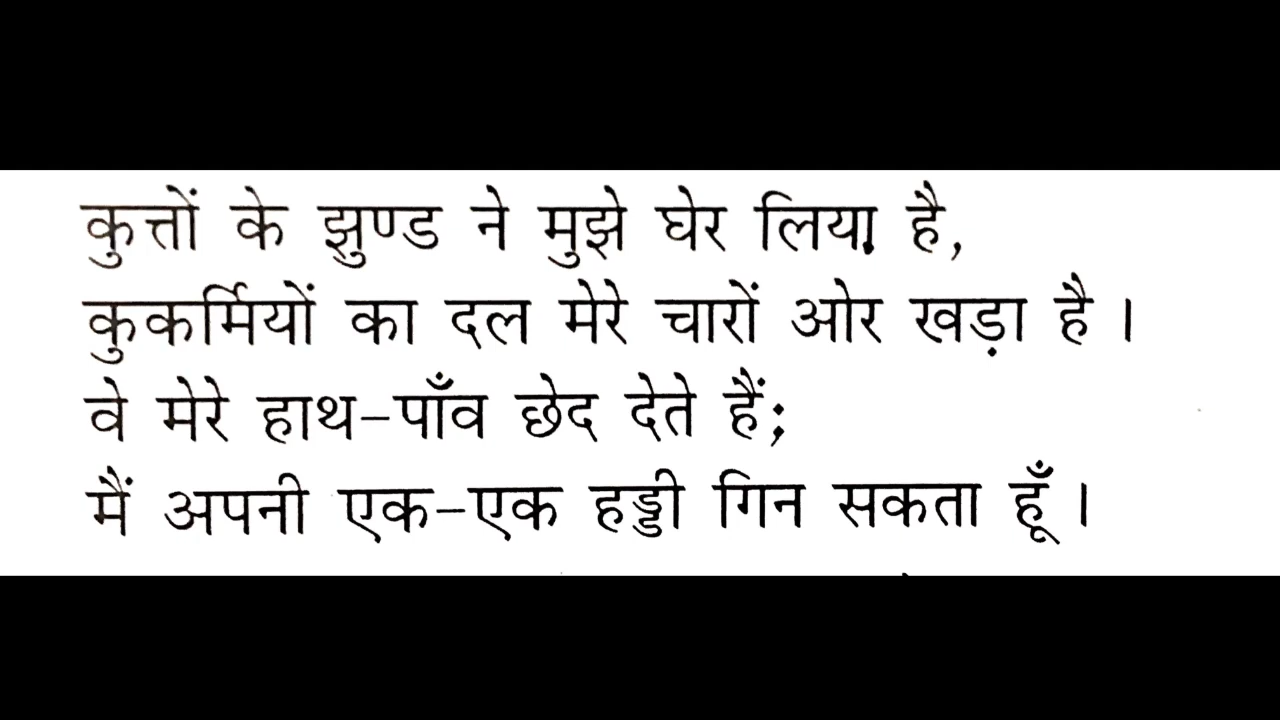 कुत्तों के झुण्ड ने मुझे घेर लिया है,
कुकर्मियों का दल मेरे चारों ओर खड़ा है ।
वे मेरे हाथ-पाँव छेद देते हैं;
मैं अपनी एक-एक हड्डी गिन सकता हूँ ।